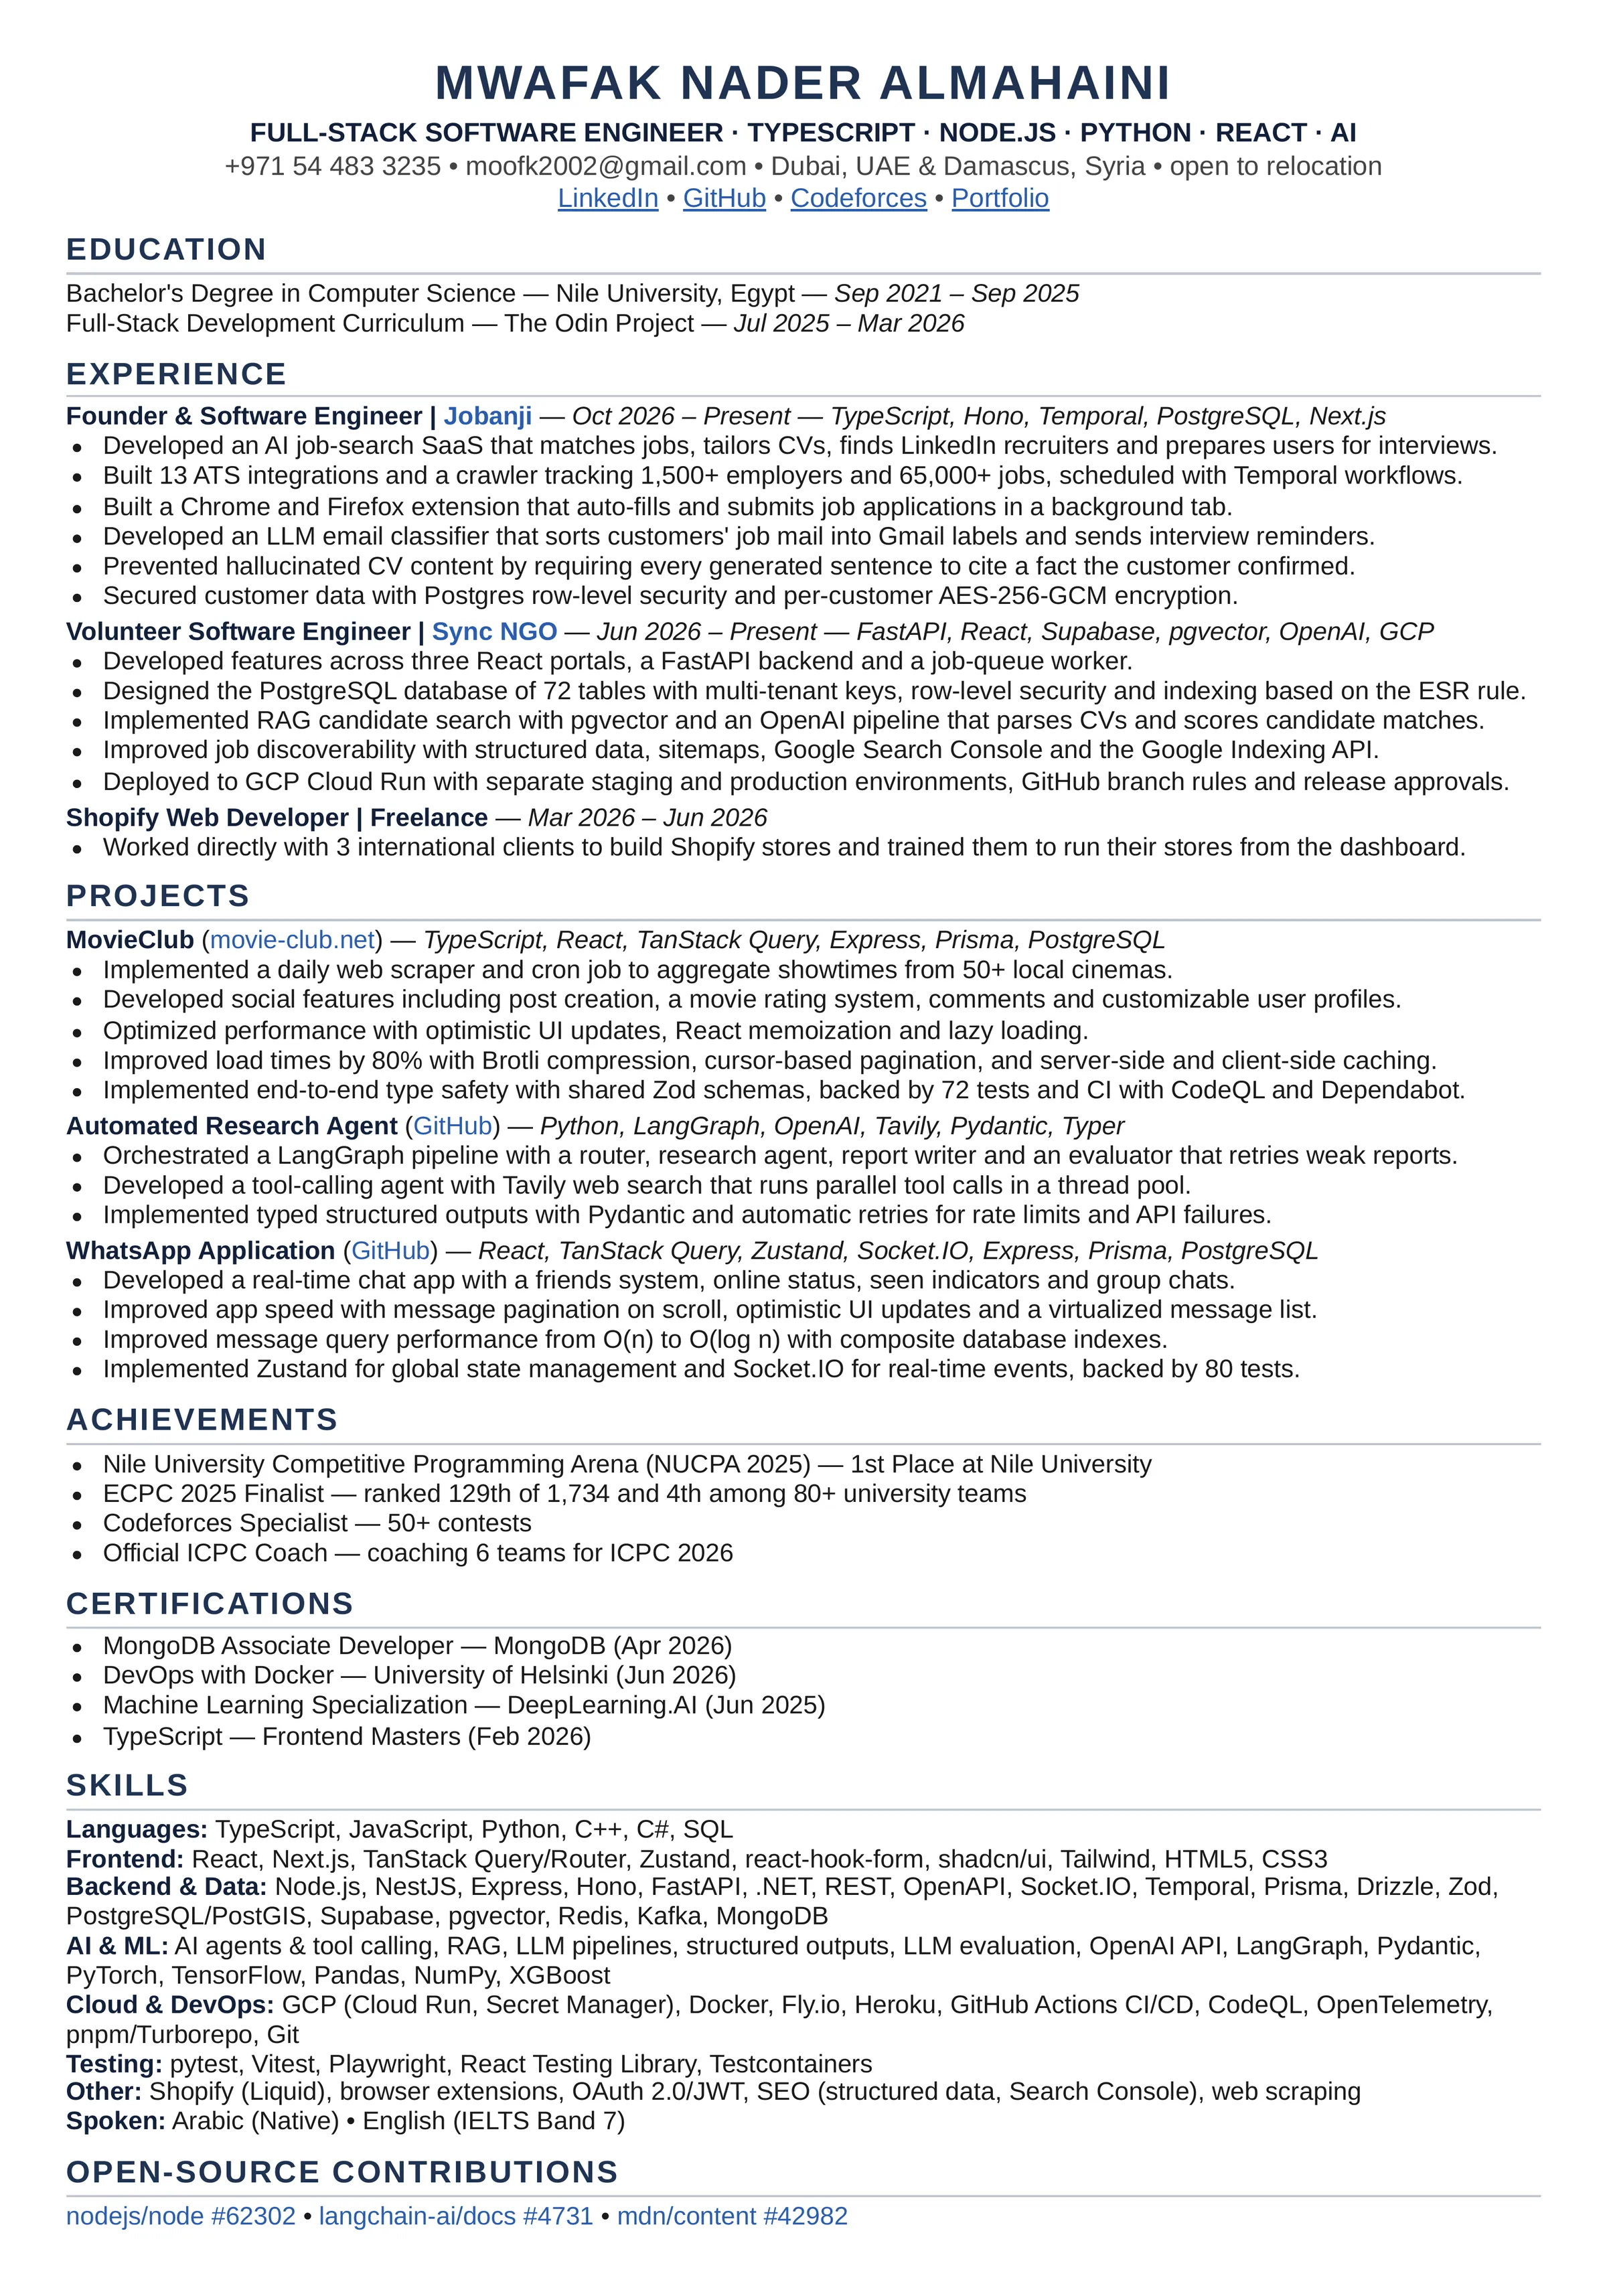 MWAFAK NADER ALMAHAINI
FULL-STACK SOFTWARE ENGINEER · TYPESCRIPT · NODE.JS · PYTHON · REACT · AI
+971 54 483 3235 • moofk2002@gmail.com • Dubai, UAE & Damascus, Syria • open to relocation
LinkedIn • GitHub • Codeforces • Portfolio
EDUCATION
Bachelor's Degree in Computer Science — Nile University, Egypt — Sep 2021 – Sep 2025
Full-Stack Development Curriculum — The Odin Project — Jul 2025 – Mar 2026
EXPERIENCE
Founder & Software Engineer | Jobanji — Oct 2026 – Present — TypeScript, Hono, Temporal, PostgreSQL, Next.js
• Developed an AI job-search SaaS that matches jobs, tailors CVs, finds LinkedIn recruiters and prepares users for interviews.
• Built 13 ATS integrations and a crawler tracking 1,500+ employers and 65,000+ jobs, scheduled with Temporal workflows.
• Built a Chrome and Firefox extension that auto-fills and submits job applications in a background tab.
• Developed an LLM email classifier that sorts customers' job mail into Gmail labels and sends interview reminders.
• Prevented hallucinated CV content by requiring every generated sentence to cite a fact the customer confirmed.
• Secured customer data with Postgres row-level security and per-customer AES-256-GCM encryption.
Volunteer Software Engineer | Sync NGO — Jun 2026 – Present — FastAPI, React, Supabase, pgvector, OpenAI, GCP
• Developed features across three React portals, a FastAPI backend and a job-queue worker.
• Designed the PostgreSQL database of 72 tables with multi-tenant keys, row-level security and indexing based on the ESR rule.
• Implemented RAG candidate search with pgvector and an OpenAI pipeline that parses CVs and scores candidate matches.
• Improved job discoverability with structured data, sitemaps, Google Search Console and the Google Indexing API.
• Deployed to GCP Cloud Run with separate staging and production environments, GitHub branch rules and release approvals.
Shopify Web Developer | Freelance — Mar 2026 – Jun 2026
• Worked directly with 3 international clients to build Shopify stores and trained them to run their stores from the dashboard.
PROJECTS
MovieClub (movie-club.net) — TypeScript, React, TanStack Query, Express, Prisma, PostgreSQL
• Implemented a daily web scraper and cron job to aggregate showtimes from 50+ local cinemas.
• Developed social features including post creation, a movie rating system, comments and customizable user profiles.
• Optimized performance with optimistic UI updates, React memoization and lazy loading.
• Improved load times by 80% with Brotli compression, cursor-based pagination, and server-side and client-side caching.
• Implemented end-to-end type safety with shared Zod schemas, backed by 72 tests and CI with CodeQL and Dependabot.
Automated Research Agent (GitHub) — Python, LangGraph, OpenAI, Tavily, Pydantic, Typer
• Orchestrated a LangGraph pipeline with a router, research agent, report writer and an evaluator that retries weak reports.
• Developed a tool-calling agent with Tavily web search that runs parallel tool calls in a thread pool.
• Implemented typed structured outputs with Pydantic and automatic retries for rate limits and API failures.
WhatsApp Application (GitHub) — React, TanStack Query, Zustand, Socket.IO, Express, Prisma, PostgreSQL
• Developed a real-time chat app with a friends system, online status, seen indicators and group chats.
• Improved app speed with message pagination on scroll, optimistic UI updates and a virtualized message list.
• Improved message query performance from O(n) to O(log n) with composite database indexes.
• Implemented Zustand for global state management and Socket.IO for real-time events, backed by 80 tests.
ACHIEVEMENTS
• Nile University Competitive Programming Arena (NUCPA 2025) — 1st Place at Nile University
• ECPC 2025 Finalist — ranked 129th of 1,734 and 4th among 80+ university teams
• Codeforces Specialist — 50+ contests
• Official ICPC Coach — coaching 6 teams for ICPC 2026
CERTIFICATIONS
• MongoDB Associate Developer — MongoDB (Apr 2026)
• DevOps with Docker — University of Helsinki (Jun 2026)
• Machine Learning Specialization — DeepLearning.AI (Jun 2025)
• TypeScript — Frontend Masters (Feb 2026)
SKILLS
Languages: TypeScript, JavaScript, Python, C++, C#, SQL
Frontend: React, Next.js, TanStack Query/Router, Zustand, react-hook-form, shadcn/ui, Tailwind, HTML5, CSS3
Backend & Data: Node.js, NestJS, Express, Hono, FastAPI, .NET, REST, OpenAPI, Socket.IO, Temporal, Prisma, Drizzle, Zod,
PostgreSQL/PostGIS, Supabase, pgvector, Redis, Kafka, MongoDB
AI & ML: AI agents & tool calling, RAG, LLM pipelines, structured outputs, LLM evaluation, OpenAI API, LangGraph, Pydantic,
PyTorch, TensorFlow, Pandas, NumPy, XGBoost
Cloud & DevOps: GCP (Cloud Run, Secret Manager), Docker, Fly.io, Heroku, GitHub Actions CI/CD, CodeQL, OpenTelemetry,
pnpm/Turborepo, Git
Testing: pytest, Vitest, Playwright, React Testing Library, Testcontainers
Other: Shopify (Liquid), browser extensions, OAuth 2.0/JWT, SEO (structured data, Search Console), web scraping
Spoken: Arabic (Native) • English (IELTS Band 7)
OPEN-SOURCE CONTRIBUTIONS
nodejs/node #62302 • langchain-ai/docs #4731 • mdn/content #42982